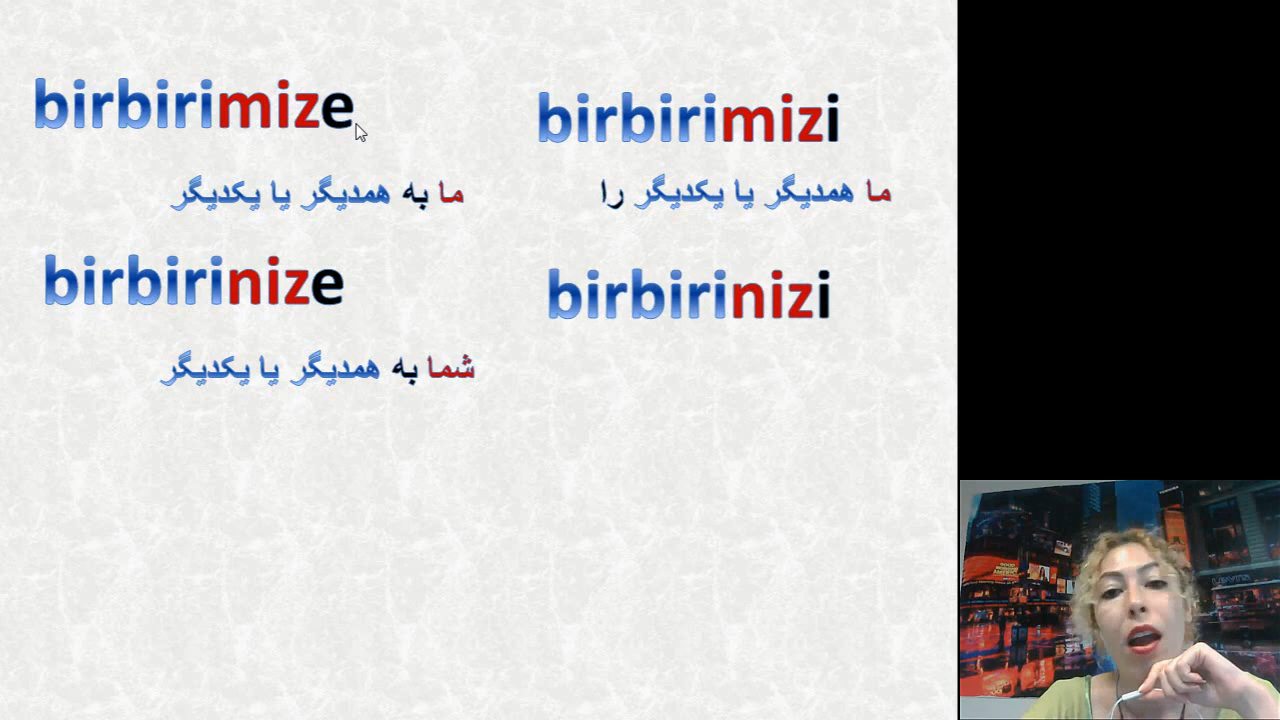 birbirimize
birbirimizi
ما به همدیگر یا یکدیگر
ما همدیگر یا یکدیگر را
birbirinize
birbirinizi
شما به همدیگر یا یکدیگر